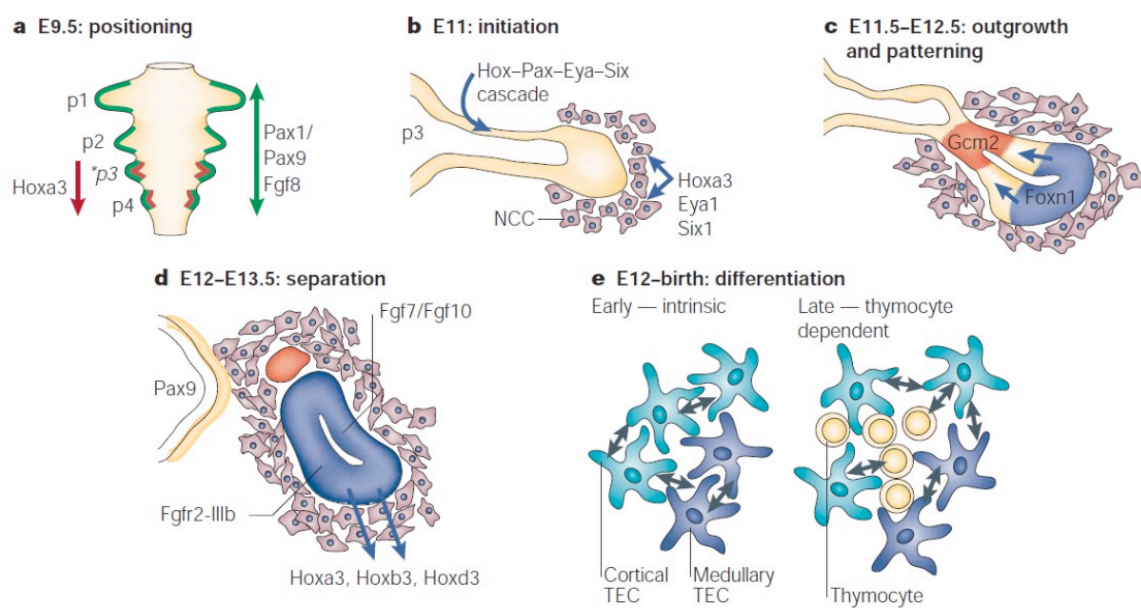 a E9.5: positioning
p1
p2
*p3
p4
Hoxa3
Pax1/
Pax9
Fgf8
b E11: initiation
Hox–Pax–Eya–Six
cascade
p3
NCC
Hoxa3
Eya1
Six1
c E11.5–E12.5: outgrowth
and patterning
Gcm2
Foxn1
d E12–E13.5: separation
Fgf7/Fgf10
Pax9
Fgfr2-IIIb
Hoxa3, Hoxb3, Hoxd3
e E12–birth: differentiation
Early — intrinsic
Late — thymocyte
dependent
Cortical
TEC
Medullary
TEC
Thymocyte